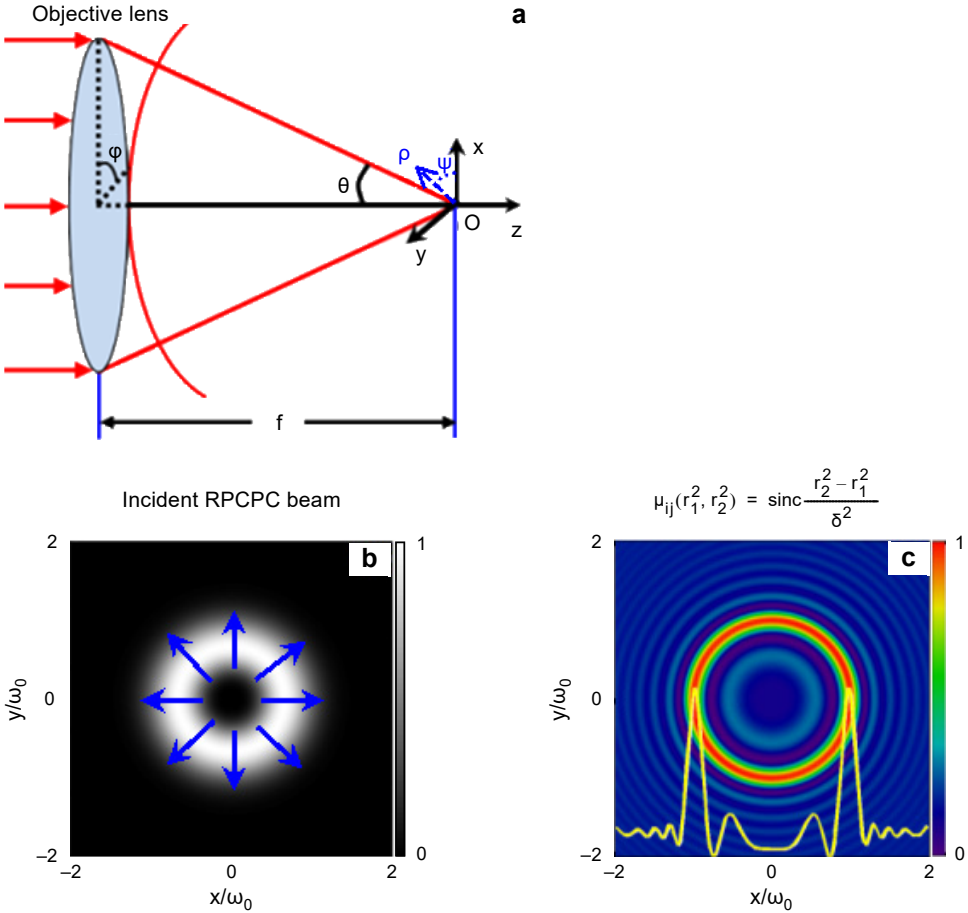 Objective lens
a
φ
ρ
ψ
x
θ
O
z
y
f
Incident RPCPC beam
μij(r₁², r₂²) = sinc (r₂² − r₁²)/δ²
2
b
1
y/ω₀
0
−2
0
−2
0
2
x/ω₀
2
c
1
y/ω₀
0
−2
0
−2
0
2
x/ω₀